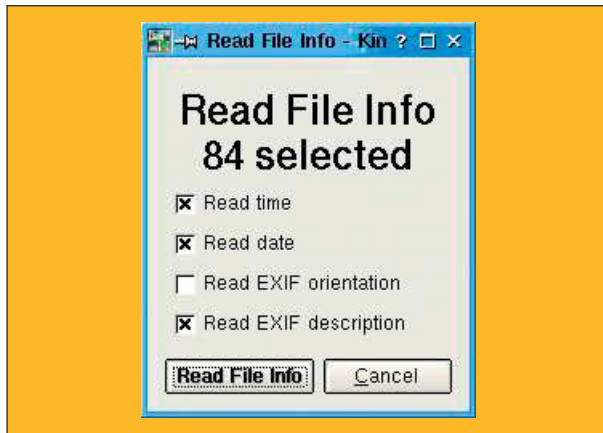 Read File Info - Kin ?
Read File Info
84 selected
Read time
Read date
Read EXIF orientation
Read EXIF description
Read File Info
Cancel